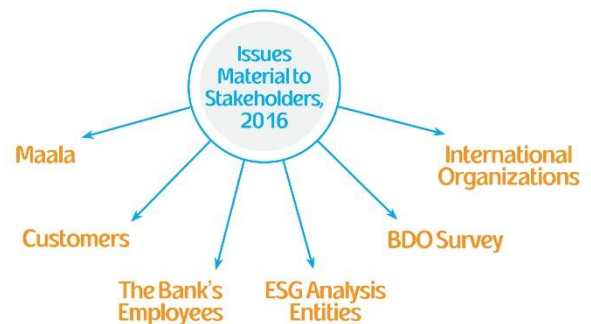 Issues
Material to
Stakeholders,
2016
Maala
International
Organizations
Customers
BDO Survey
The Bank's
Employees
ESG Analysis
Entities